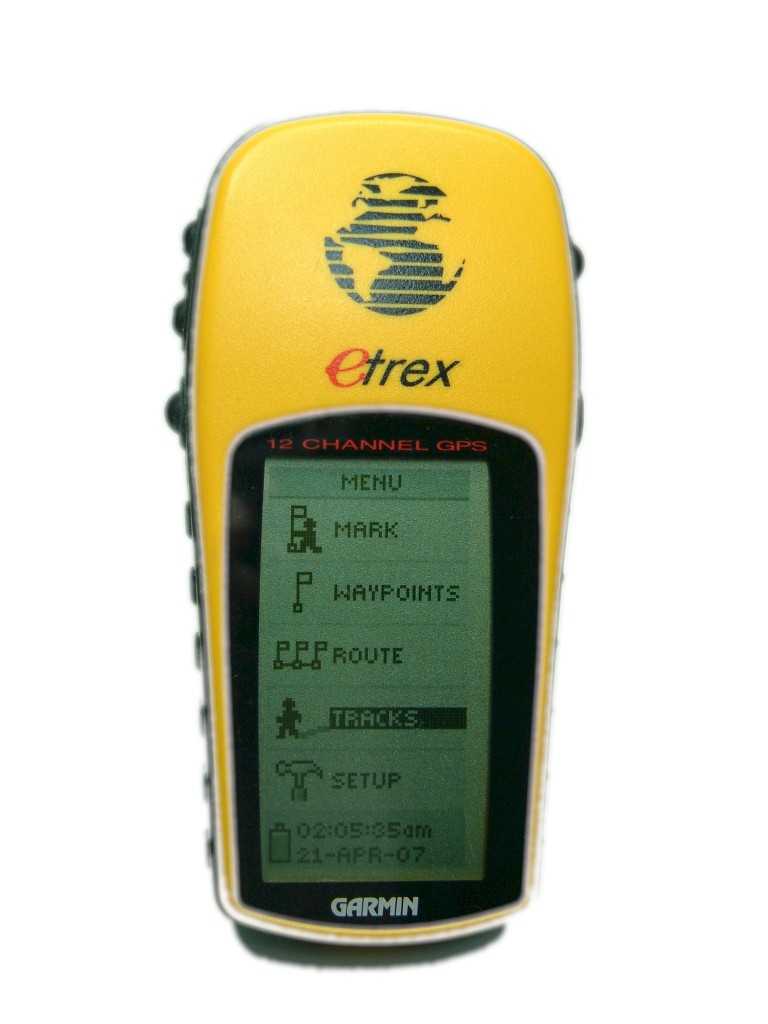 etrex
12 CHANNEL GPS
MENU
MARK
WAYPOINTS
ROUTE
TRACKS
SETUP
02:05:35am
21-APR-07
GARMIN